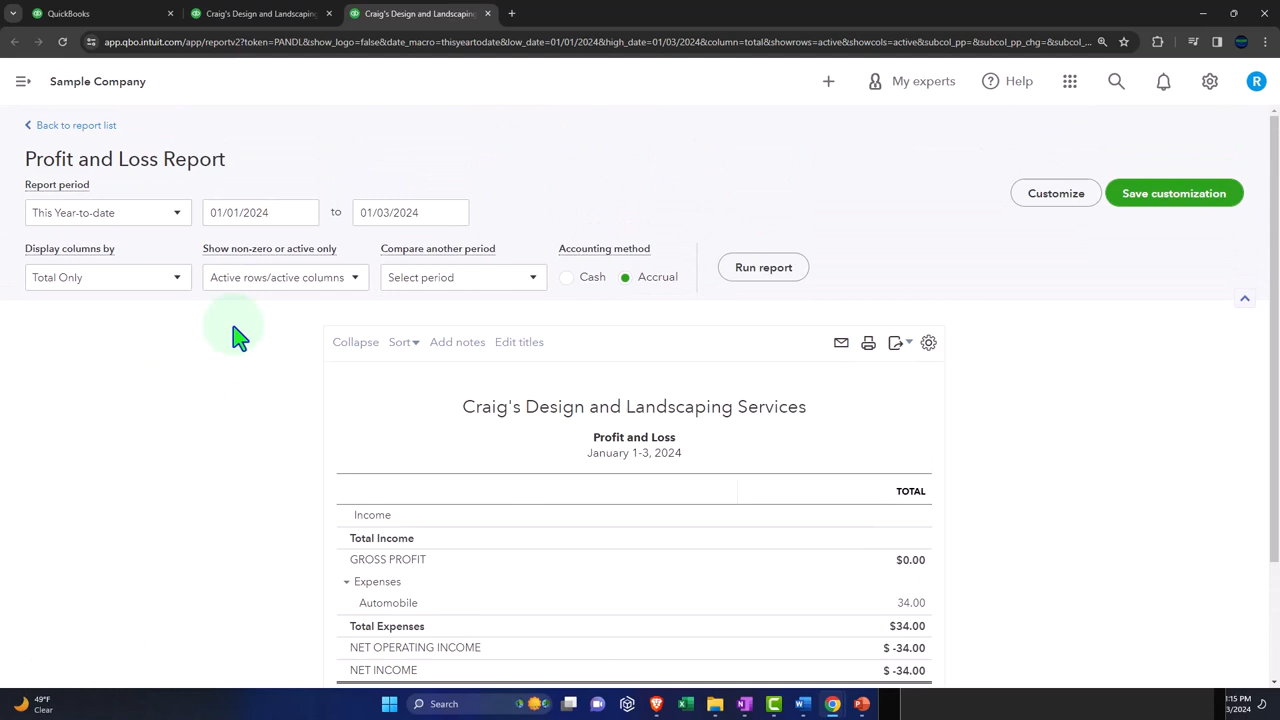 QuickBooks
Craig's Design and Landscaping
Craig's Design and Landscaping
app.qbo.intuit.com/app/reportv2?token=PANDL&show_logo=false&date_macro=thisyeartodate&low_date=01/01/2024&high_date=01/03/2024&column=total&showrows=active&showcols=active&subcol_pp=&subcol_pp_chg=&subcol_...
Sample Company
My experts
Help
R
Back to report list
Profit and Loss Report
Report period
This Year-to-date
01/01/2024 to 01/03/2024
Customize
Save customization
Display columns by
Show non-zero or active only
Compare another period
Accounting method
Total Only
Active rows/active columns
Select period
Cash
Accrual
Run report
Collapse
Sort
Add notes
Edit titles
Craig's Design and Landscaping Services
Profit and Loss
January 1-3, 2024
TOTAL
Income
Total Income
GROSS PROFIT $0.00
Expenses
Automobile 34.00
Total Expenses $34.00
NET OPERATING INCOME $ -34.00
NET INCOME $ -34.00
49°F
Clear
Search
:15 PM
/3/2024